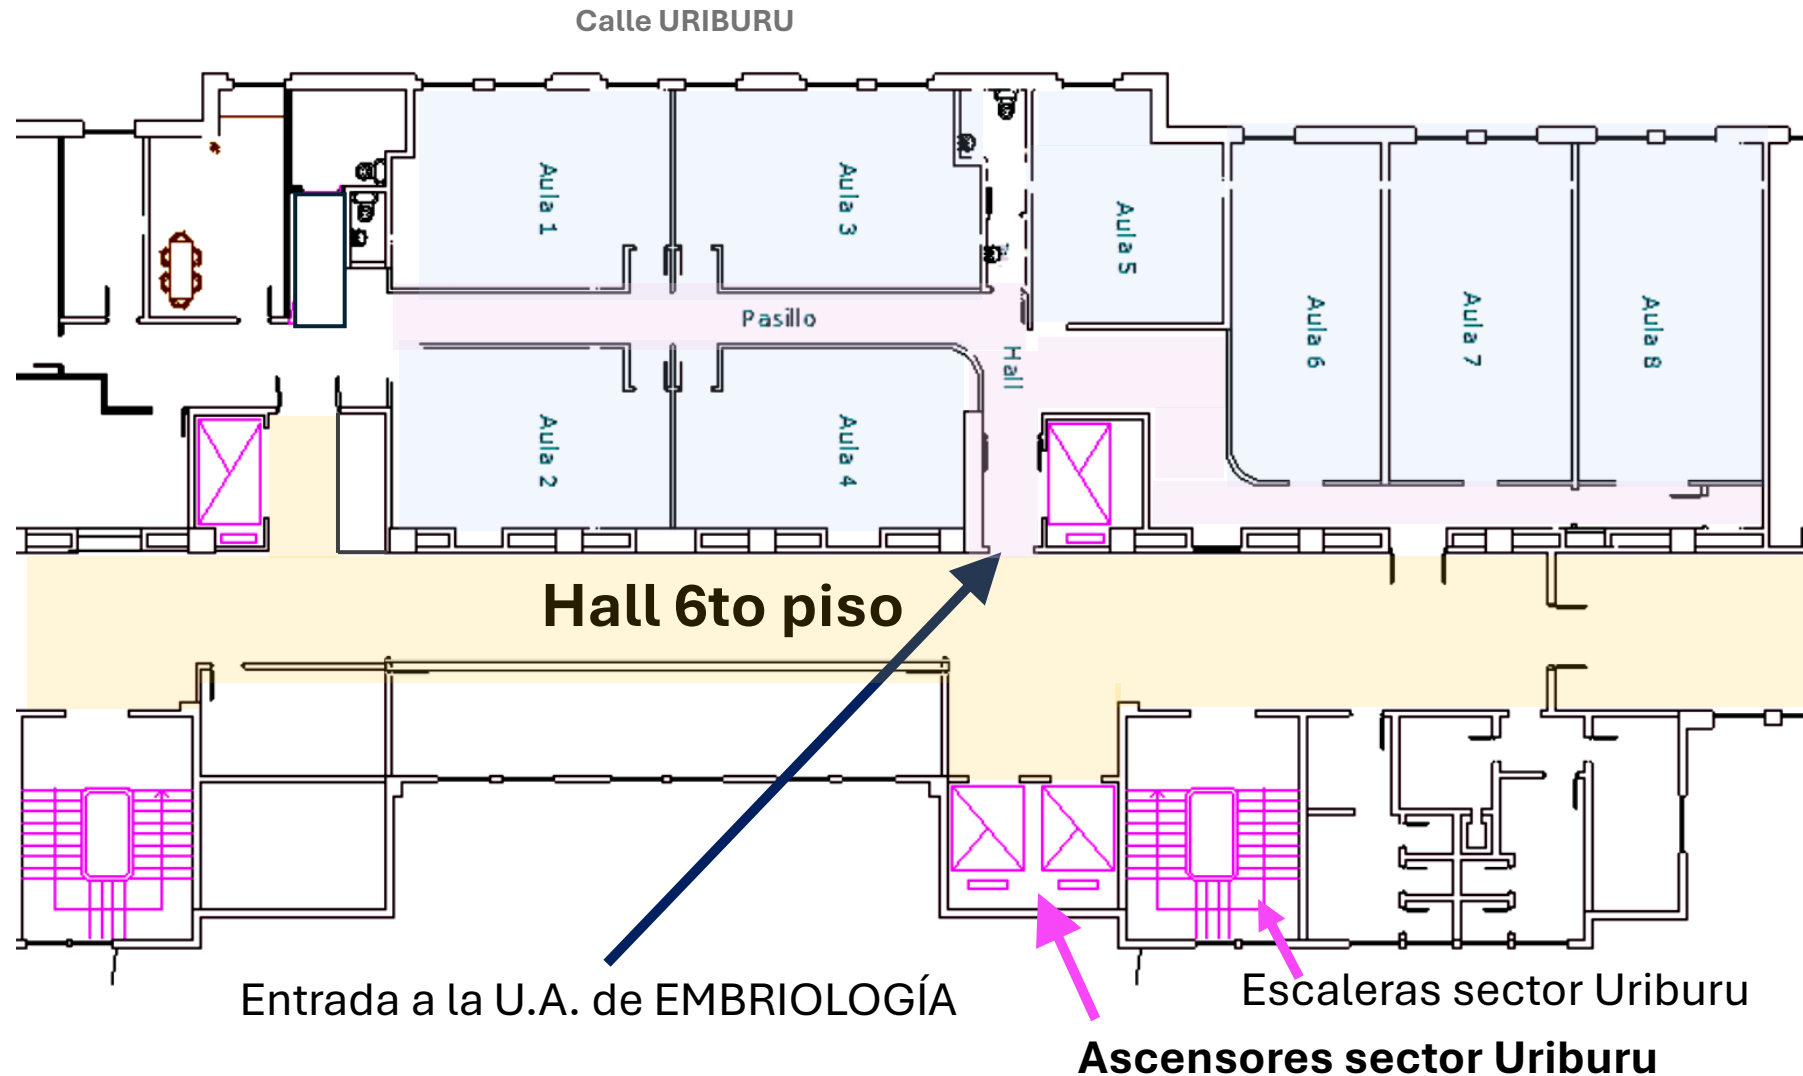 Calle URIBURU
Aula 1
Aula 3
Aula 5
Aula 6
Aula 7
Aula 8
Pasillo
Hall
Aula 2
Aula 4
Hall 6to piso
Entrada a la U.A. de EMBRIOLOGÍA
Escaleras sector Uriburu
Ascensores sector Uriburu